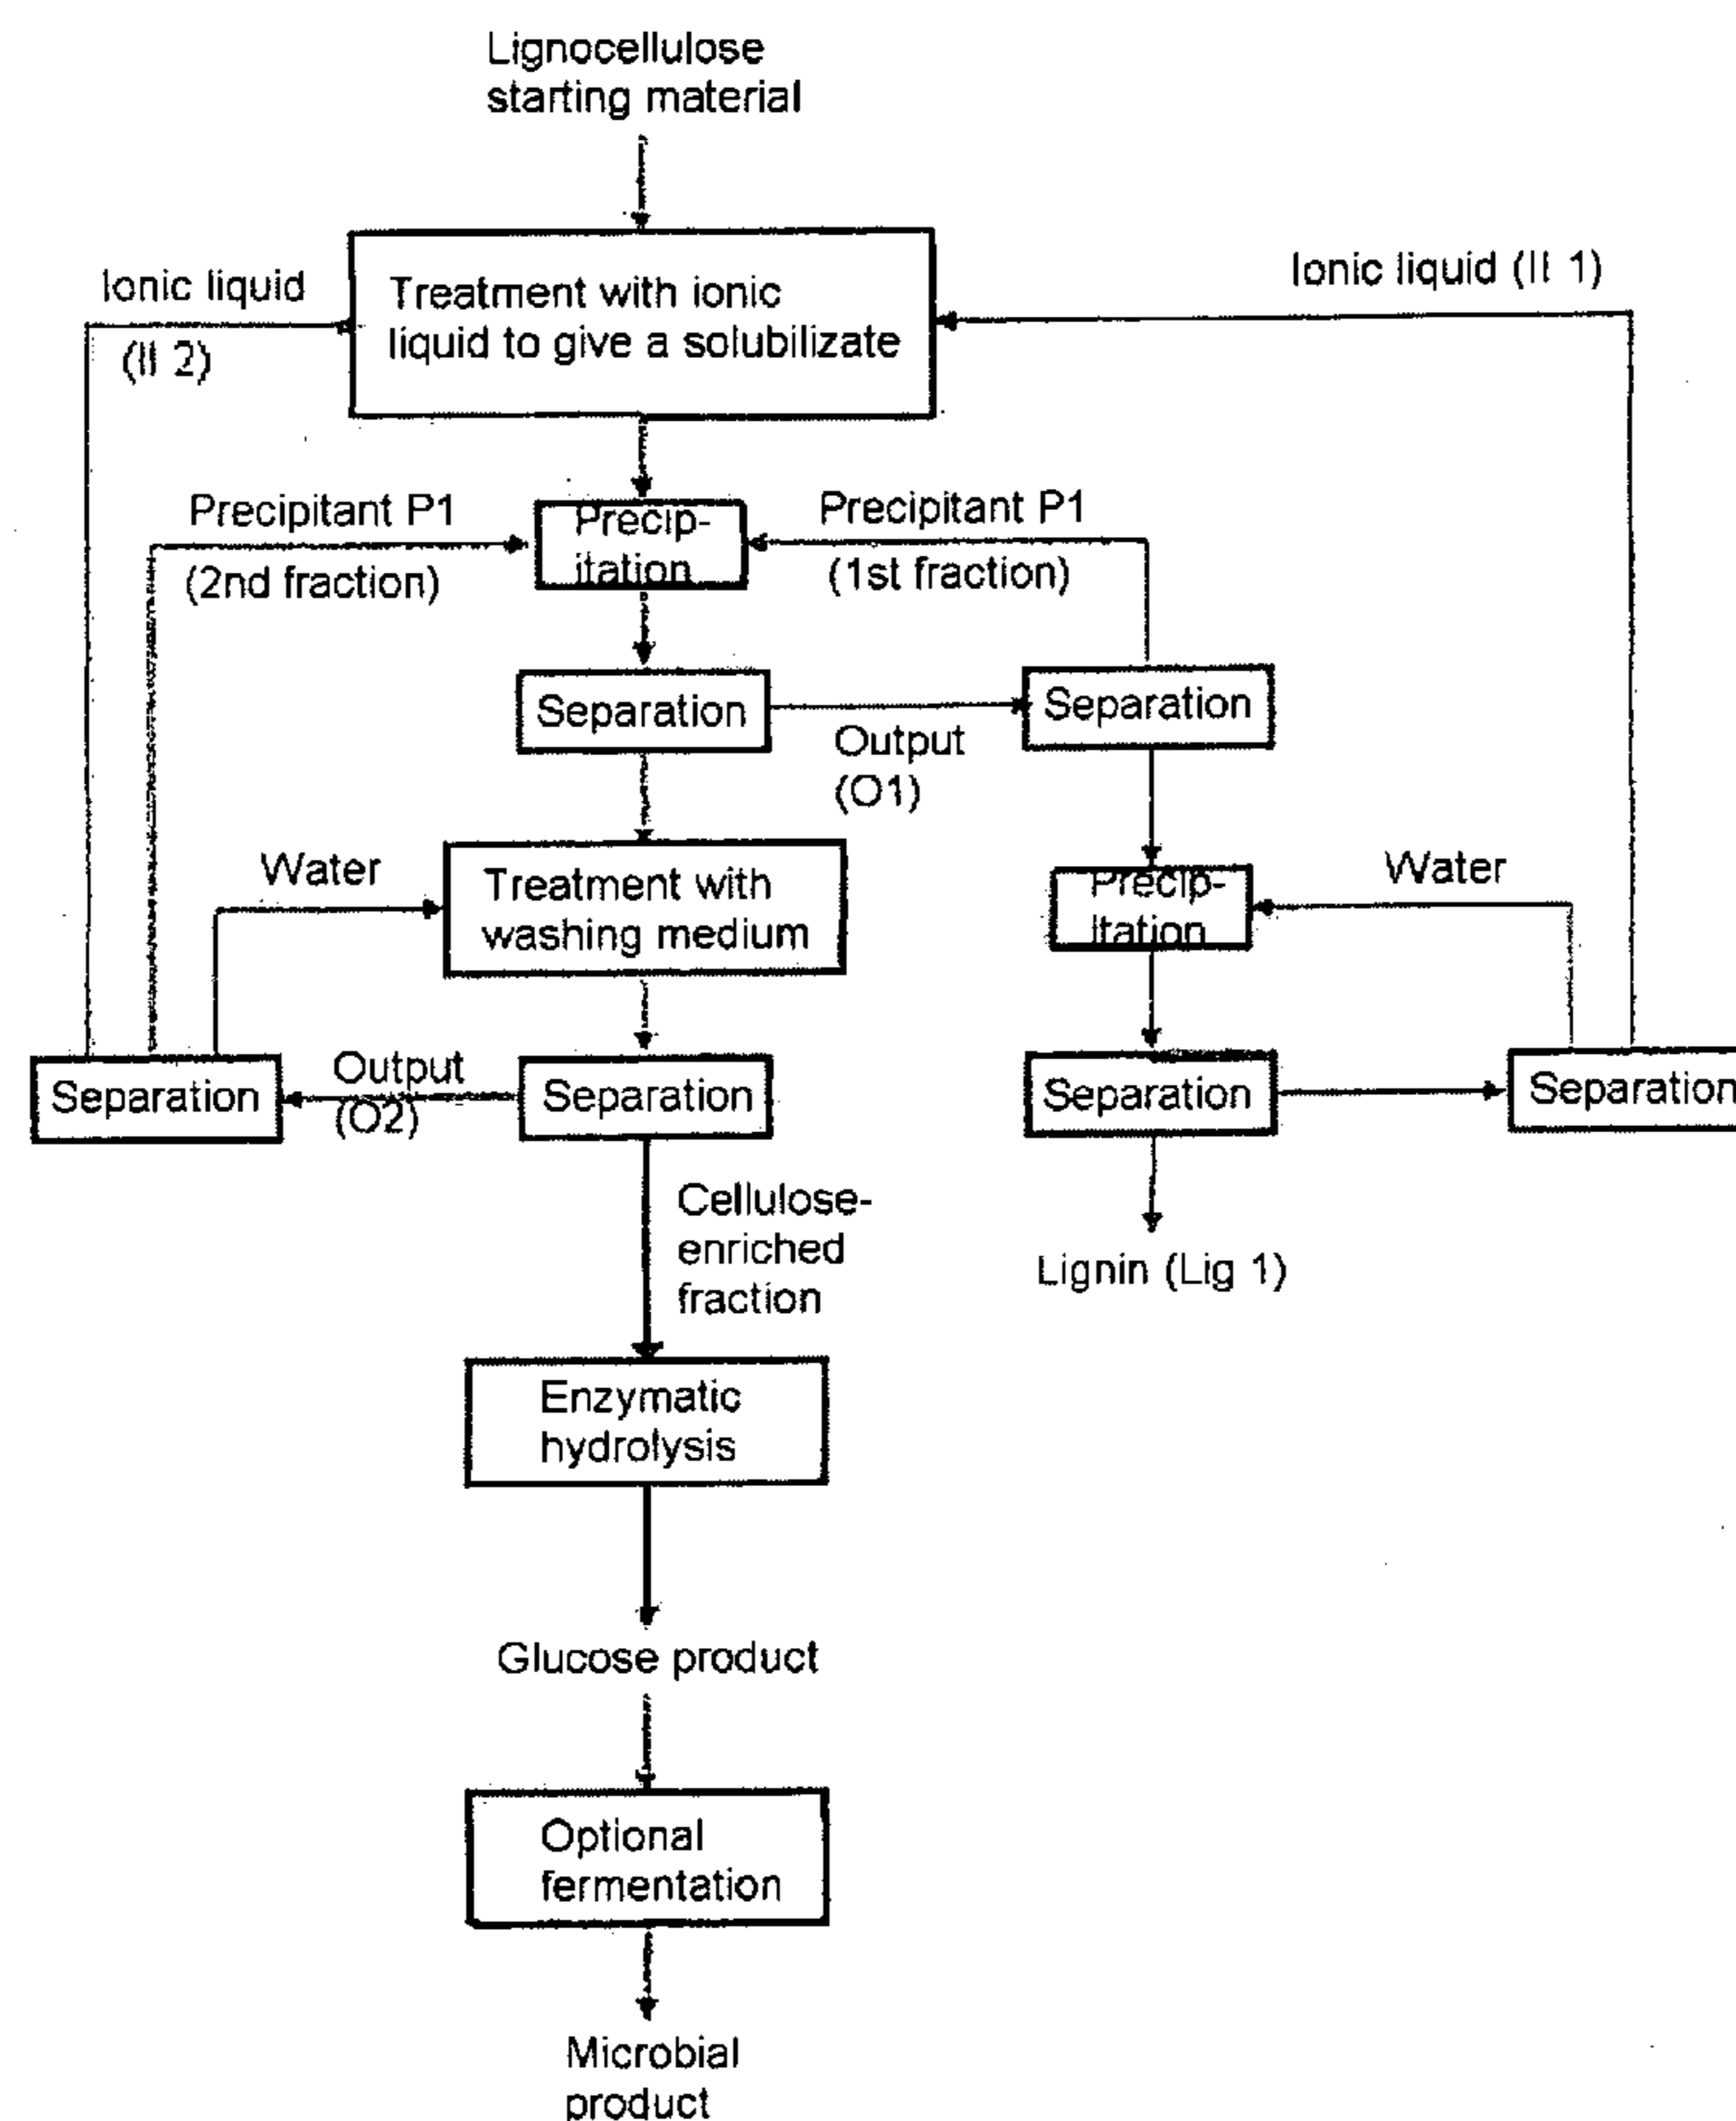 Lignocellulose
starting material
Ionic liquid
(Il 2)
Treatment with ionic
liquid to give a solubilizate
Ionic liquid (Il 1)
Precipitant P1
(2nd fraction)
Precip-
itation
Precipitant P1
(1st fraction)
Separation
Output
(O1)
Separation
Water
Treatment with
washing medium
Precip-
itation
Water
Separation
Output
(O2)
Separation
Separation
Separation
Cellulose-
enriched
fraction
Lignin (Lig 1)
Enzymatic
hydrolysis
Glucose product
Optional
fermentation
Microbial
product